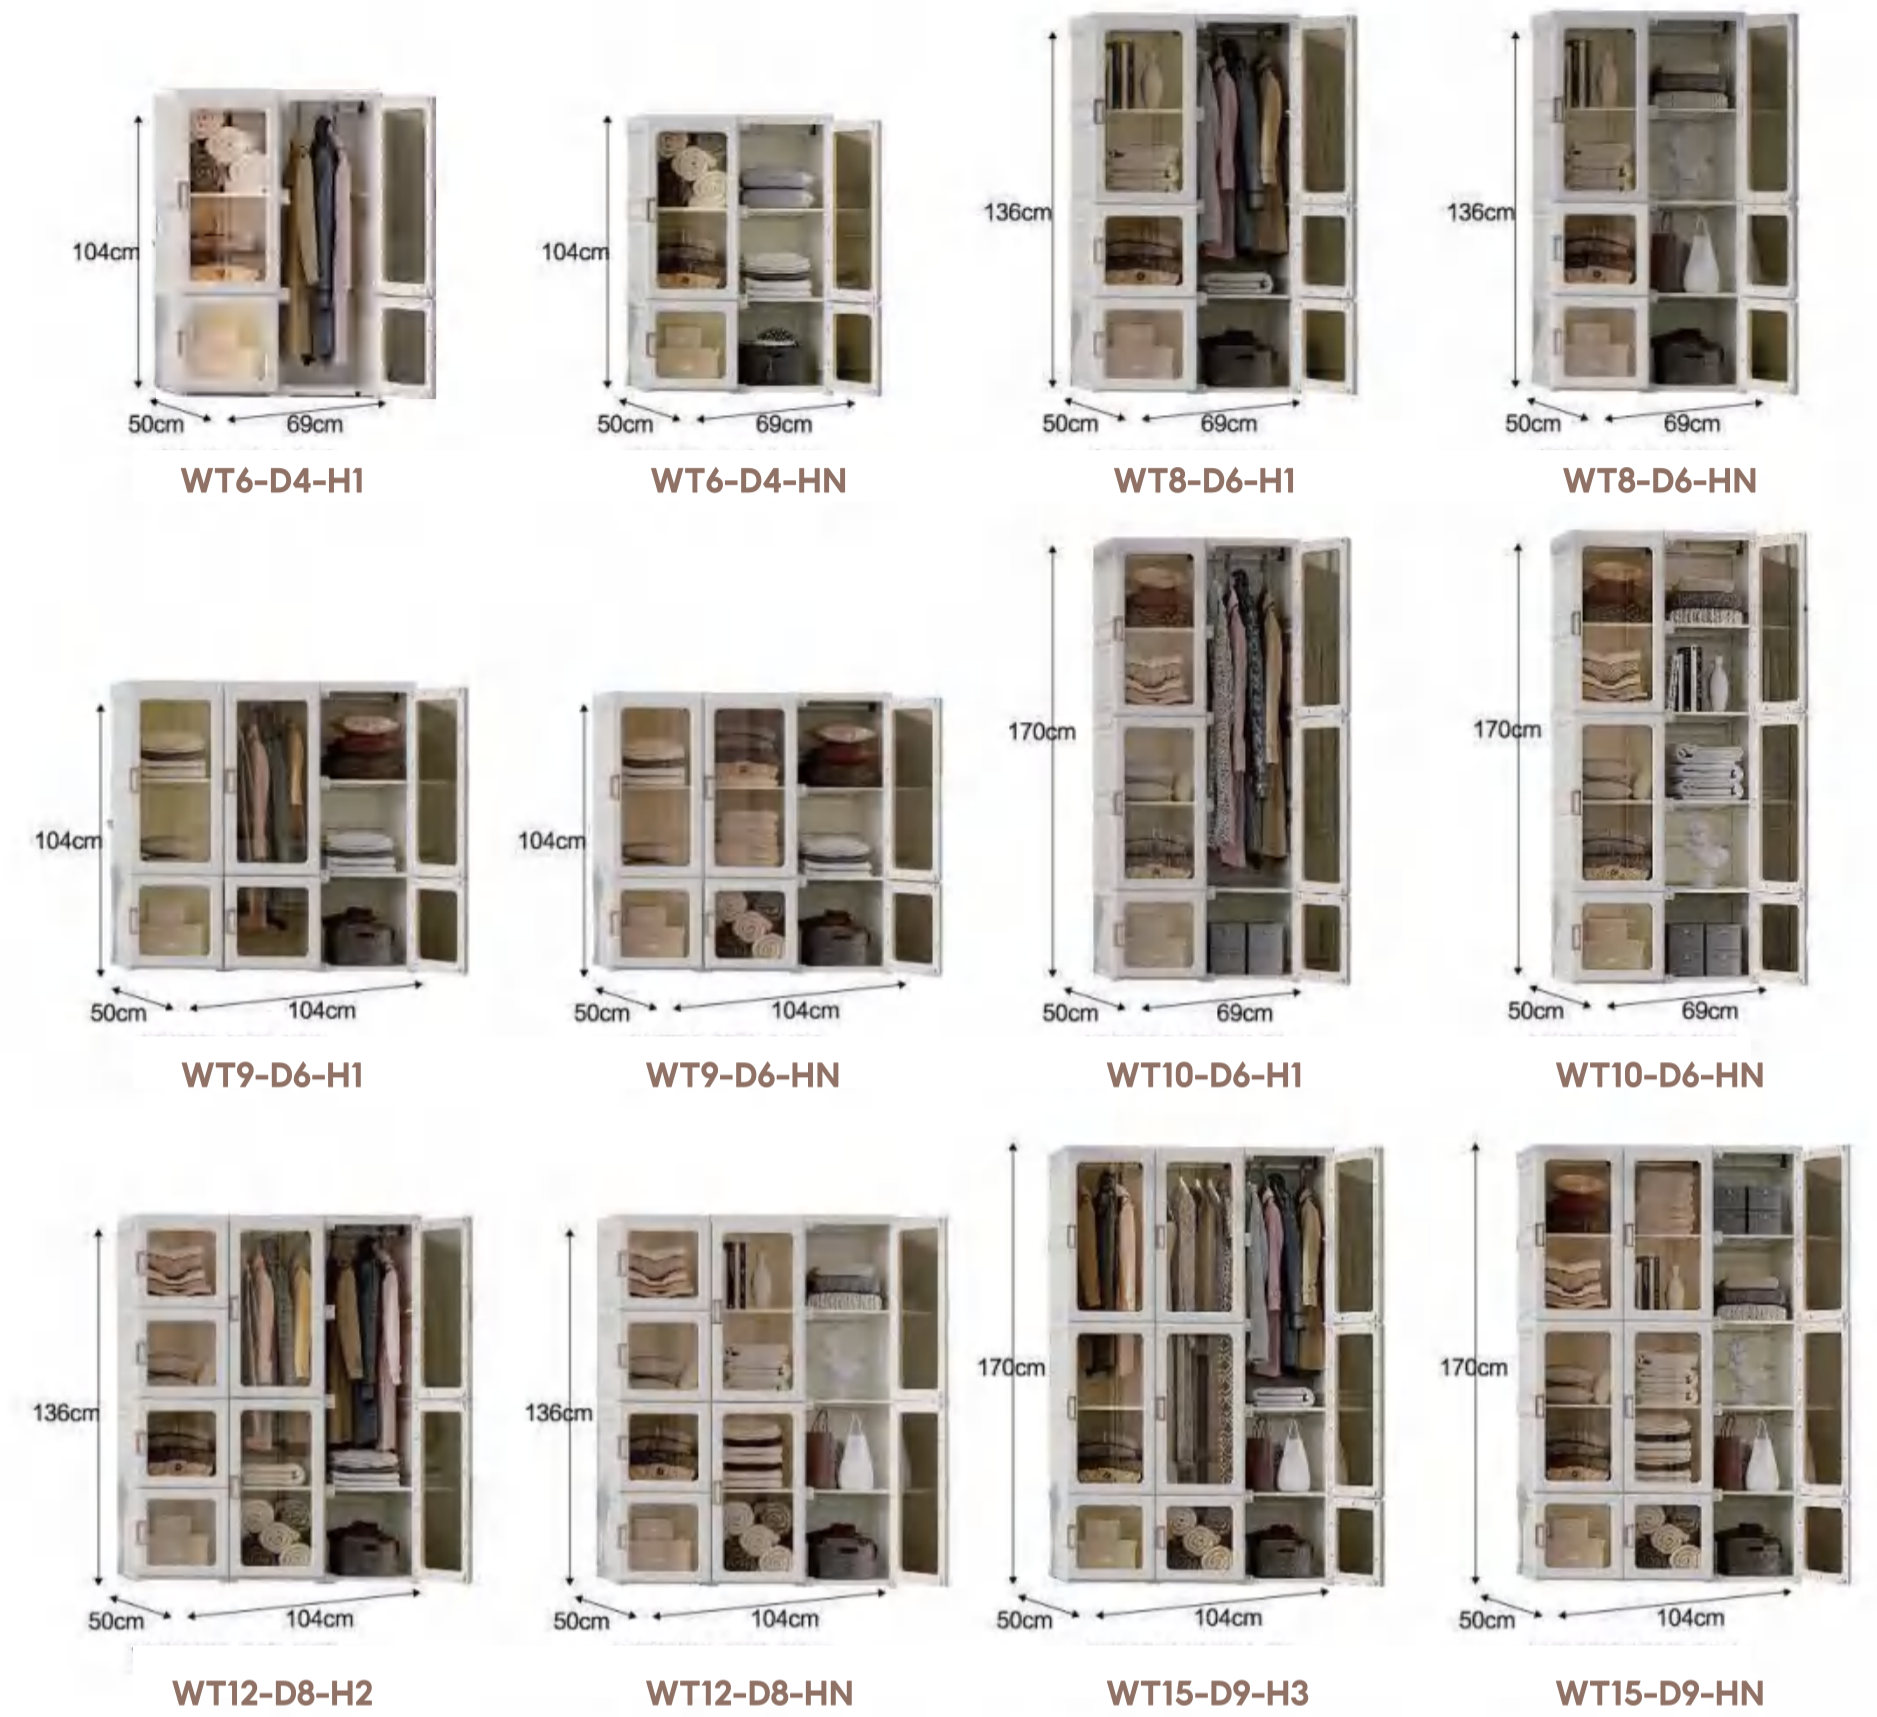 104cm
50cm
69cm
WT6-D4-H1
104cm
50cm
69cm
WT6-D4-HN
136cm
50cm
69cm
WT8-D6-H1
136cm
50cm
69cm
WT8-D6-HN
104cm
50cm
104cm
WT9-D6-H1
104cm
50cm
104cm
WT9-D6-HN
170cm
50cm
69cm
WT10-D6-H1
170cm
50cm
69cm
WT10-D6-HN
136cm
50cm
104cm
WT12-D8-H2
136cm
50cm
104cm
WT12-D8-HN
170cm
50cm
104cm
WT15-D9-H3
170cm
50cm
104cm
WT15-D9-HN